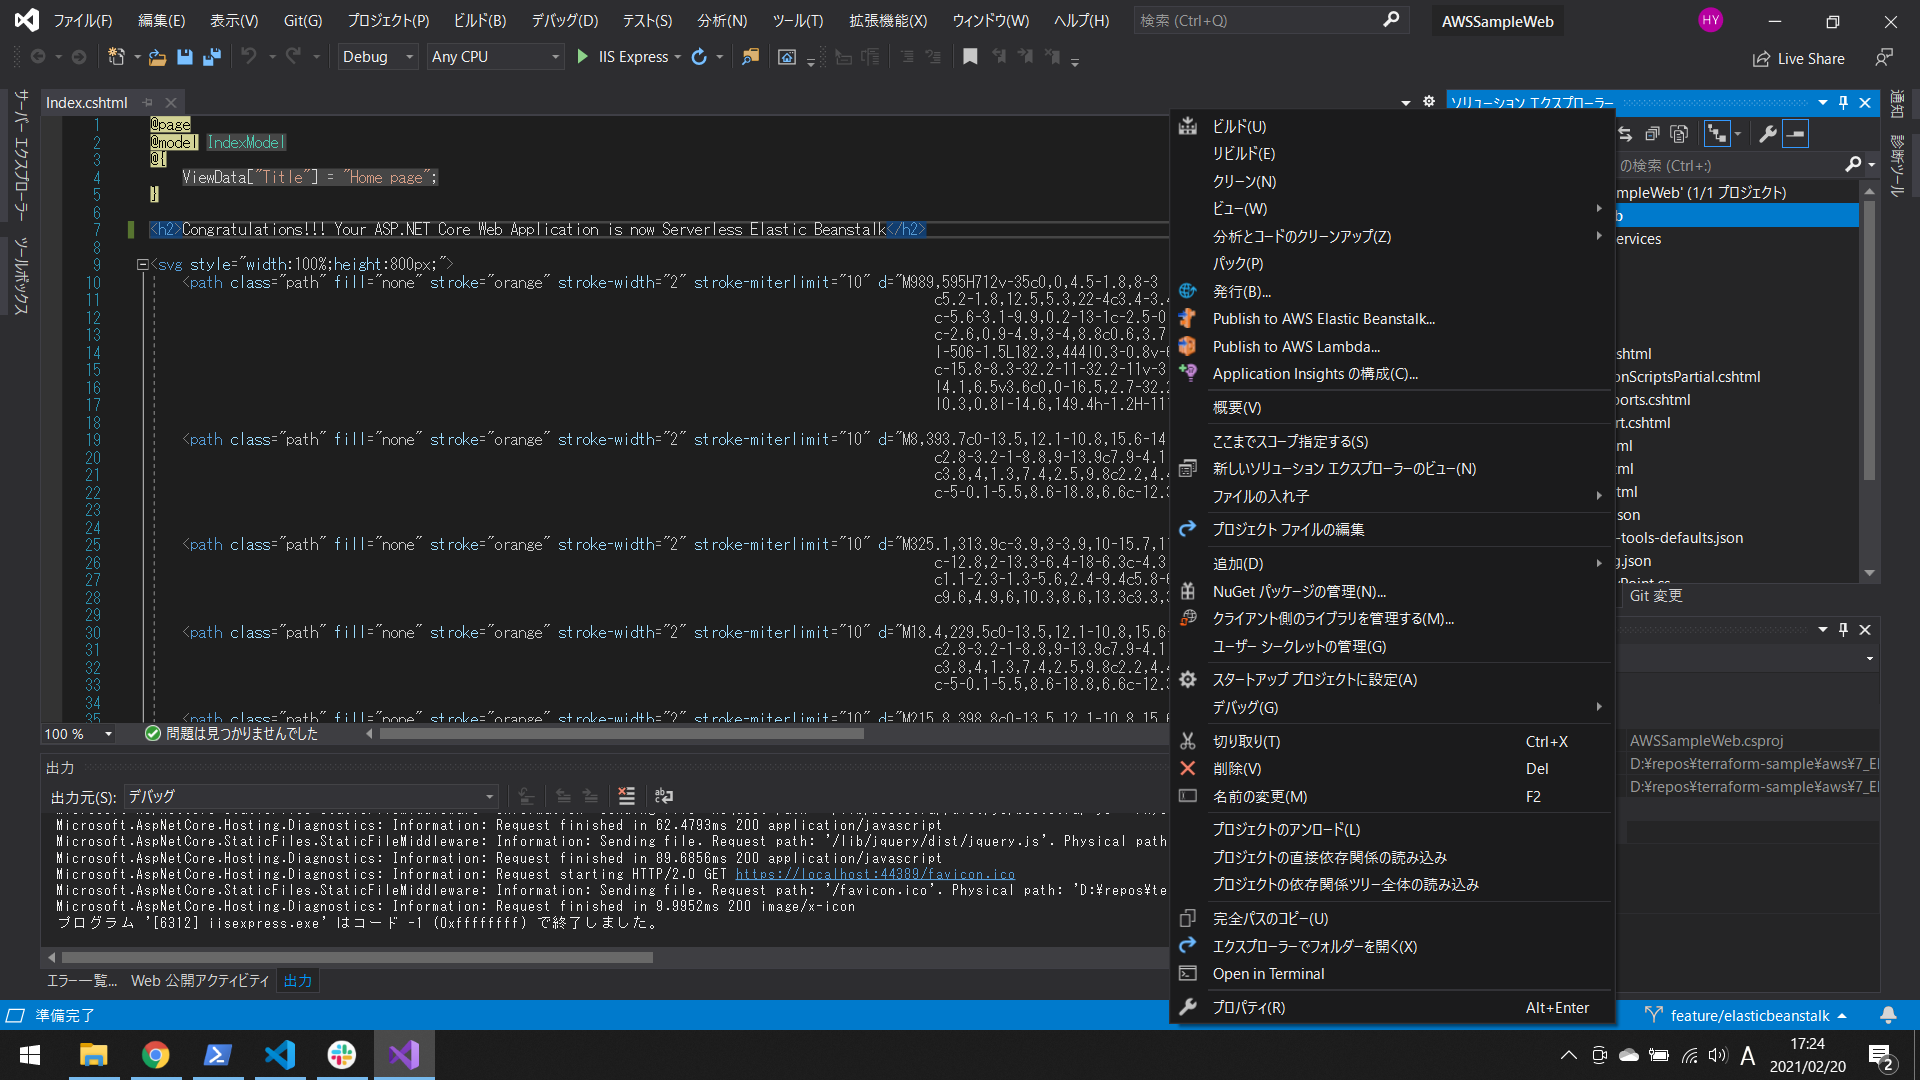 ファイル(F) 編集(E) 表示(V) Git(G) プロジェクト(P) ビルド(B) デバッグ(D) テスト(S) 分析(N) ツール(T) 拡張機能(X) ウィンドウ(W) ヘルプ(H) 検索 (Ctrl+Q) AWSSampleWeb HY
Debug Any CPU IIS Express Live Share
サーバー エクスプローラー
ツールボックス
Index.cshtml
1 @page
2 @model IndexModel
3 @{
4 ViewData["Title"] = "Home page";
5 }
6
7 <h2>Congratulations!!! Your ASP.NET Core Web Application is now Serverless Elastic Beanstalk</h2>
8
9 <svg style="width:100%;height:800px;">
10 <path class="path" fill="none" stroke="orange" stroke-width="2" stroke-miterlimit="10" d="M989,595H712v-35c0,0,4.5-1.8,8-3
11 c5.2-1.8,12.5,5.3,22-4c3.4-3.4
12 c-5.6-3.1-9.9,0.2-13-1c-2.5-0
13 c-2.6,0.9-4.9,3-4,8.8c0.6,3.7
14 l-506-1.5L182.3,444l0.3-0.8v-6
15 c-15.8-8.3-32.2-11-32.2-11v-3
16 l4.1,6.5v3.6c0,0-16.5,2.7-32.2
17 l0.3,0.8l-14.6,149.4h-1.2H-11
18
19 <path class="path" fill="none" stroke="orange" stroke-width="2" stroke-miterlimit="10" d="M8,393.7c0-13.5,12.1-10.8,15.6-14
20 c2.8-3.2-1-8.8,9-13.9c7.9-4.1
21 c3.8,4,1.3,7.4,2.5,9.8c2.2,4.4
22 c-5-0.1-5.5,8.6-18.8,6.6c-12.3
23
24
25 <path class="path" fill="none" stroke="orange" stroke-width="2" stroke-miterlimit="10" d="M325.1,313.9c-3.9,3-3.9,10-15.7,1
26 c-12.8,2-13.3-6.4-18-6.3c-4.3
27 c1.1-2.3-1.3-5.6,2.4-9.4c5.8-6
28 c9.6,4.9,6,10.3,8.6,13.3c3.3,3
29
30 <path class="path" fill="none" stroke="orange" stroke-width="2" stroke-miterlimit="10" d="M18.4,229.5c0-13.5,12.1-10.8,15.6-
31 c2.8-3.2-1-8.8,9-13.9c7.9-4.1
32 c3.8,4,1.3,7.4,2.5,9.8c2.2,4.4
33 c-5-0.1-5.5,8.6-18.8,6.6c-12.3
34
35 <path class="path" fill="none" stroke="orange" stroke-width="2" stroke-miterlimit="10" d="M215.8,398.8c0-13.5,12.1-10.8,15.6
100 % 問題は見つかりませんでした
出力
出力元(S): デバッグ
Microsoft.AspNetCore.Hosting.Diagnostics: Information: Request finished in 62.4793ms 200 application/javascript
Microsoft.AspNetCore.StaticFiles.StaticFileMiddleware: Information: Sending file. Request path: '/lib/jquery/dist/jquery.js'. Physical path
Microsoft.AspNetCore.Hosting.Diagnostics: Information: Request finished in 89.6856ms 200 application/javascript
Microsoft.AspNetCore.Hosting.Diagnostics: Information: Request starting HTTP/2.0 GET https://localhost:44389/favicon.ico
Microsoft.AspNetCore.StaticFiles.StaticFileMiddleware: Information: Sending file. Request path: '/favicon.ico'. Physical path: 'D:¥repos¥te
Microsoft.AspNetCore.Hosting.Diagnostics: Information: Request finished in 9.9952ms 200 image/x-icon
プログラム '[6312] iisexpress.exe' はコード -1 (0xffffffff) で終了しました。
エラー一覧... Web 公開アクティビティ 出力
ビルド(U)
リビルド(E)
クリーン(N)
ビュー(W)
分析とコードのクリーンアップ(Z)
パック(P)
発行(B)...
Publish to AWS Elastic Beanstalk...
Publish to AWS Lambda...
Application Insights の構成(C)...
概要(V)
ここまでスコープ指定する(S)
新しいソリューション エクスプローラーのビュー(N)
ファイルの入れ子
プロジェクト ファイルの編集
追加(D)
NuGet パッケージの管理(N)...
クライアント側のライブラリを管理する(M)...
ユーザー シークレットの管理(G)
スタートアップ プロジェクトに設定(A)
デバッグ(G)
切り取り(T) Ctrl+X
削除(V) Del
名前の変更(M) F2
プロジェクトのアンロード(L)
プロジェクトの直接依存関係の読み込み
プロジェクトの依存関係ツリー全体の読み込み
完全パスのコピー(U)
エクスプローラーでフォルダーを開く(X)
Open in Terminal
プロパティ(R) Alt+Enter
ソリューション エクスプローラー
の検索 (Ctrl+:)
mpleWeb' (1/1 プロジェクト)
b
ervices
shtml
onScriptsPartial.cshtml
ports.cshtml
rt.cshtml
ml
ml
tml
son
-tools-defaults.json
g.json
Point.cs
Git 変更
AWSSampleWeb.csproj
D:¥repos¥terraform-sample¥aws¥7_El
D:¥repos¥terraform-sample¥aws¥7_El
通知
診断ツール
準備完了 feature/elasticbeanstalk
A 17:24
2021/02/20
2